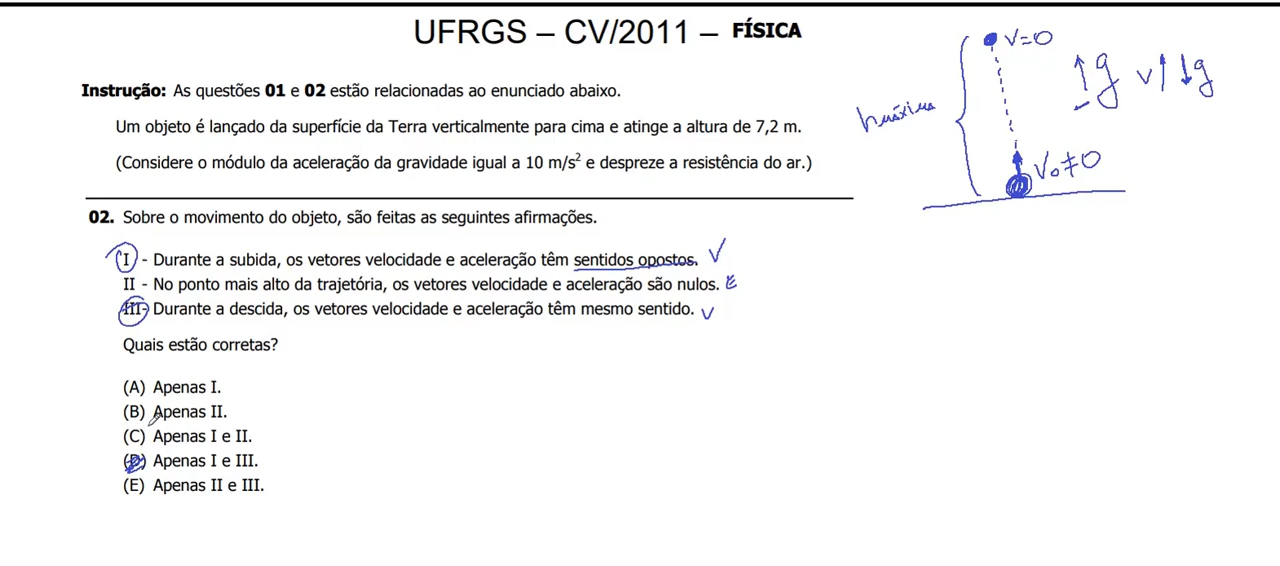 UFRGS – CV/2011 – FÍSICA
Instrução: As questões 01 e 02 estão relacionadas ao enunciado abaixo.
Um objeto é lançado da superfície da Terra verticalmente para cima e atinge a altura de 7,2 m.
(Considere o módulo da aceleração da gravidade igual a 10 m/s² e despreze a resistência do ar.)
02. Sobre o movimento do objeto, são feitas as seguintes afirmações.
I - Durante a subida, os vetores velocidade e aceleração têm sentidos opostos. V
II - No ponto mais alto da trajetória, os vetores velocidade e aceleração são nulos. E
III- Durante a descida, os vetores velocidade e aceleração têm mesmo sentido. V
Quais estão corretas?
(A) Apenas I.
(B) Apenas II.
(C) Apenas I e II.
(D) Apenas I e III.
(E) Apenas II e III.
V=0
g V g
hmáxima
V₀≠0